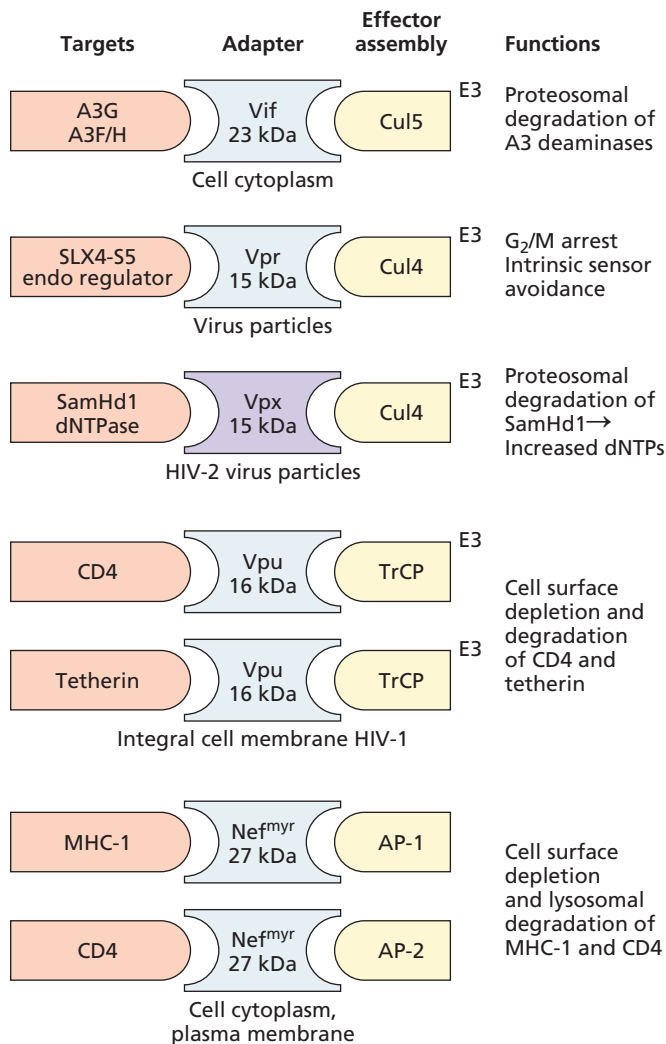 Targets
Adapter
Effector
assembly
Functions
A3G
A3F/H
Vif
23 kDa
Cul5
E3
Proteosomal
degradation of
A3 deaminases
Cell cytoplasm
SLX4-S5
endo regulator
Vpr
15 kDa
Cul4
E3
G₂/M arrest
Intrinsic sensor
avoidance
Virus particles
SamHd1
dNTPase
Vpx
15 kDa
Cul4
E3
Proteosomal
degradation of
SamHd1→
Increased dNTPs
HIV-2 virus particles
CD4
Vpu
16 kDa
TrCP
E3
Tetherin
Vpu
16 kDa
TrCP
E3
Cell surface
depletion and
degradation
of CD4 and
tetherin
Integral cell membrane HIV-1
MHC-1
Nefᵐʸʳ
27 kDa
AP-1
CD4
Nefᵐʸʳ
27 kDa
AP-2
Cell surface
depletion
and lysosomal
degradation of
MHC-1 and CD4
Cell cytoplasm,
plasma membrane